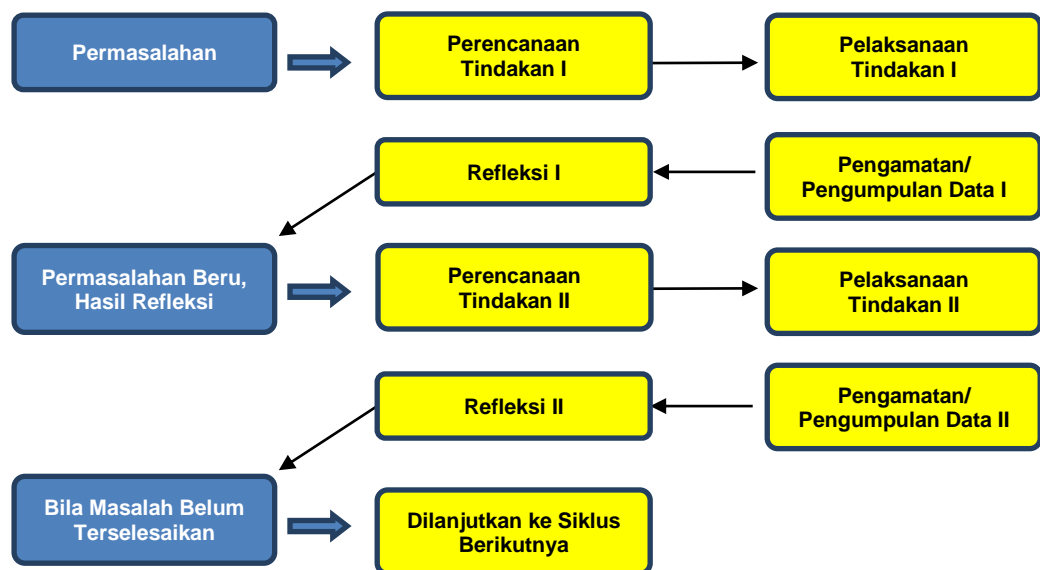 Permasalahan
Perencanaan
Tindakan I
Pelaksanaan
Tindakan I
Refleksi I
Pengamatan/
Pengumpulan Data I
Permasalahan Beru,
Hasil Refleksi
Perencanaan
Tindakan II
Pelaksanaan
Tindakan II
Refleksi II
Pengamatan/
Pengumpulan Data II
Bila Masalah Belum
Terselesaikan
Dilanjutkan ke Siklus
Berikutnya